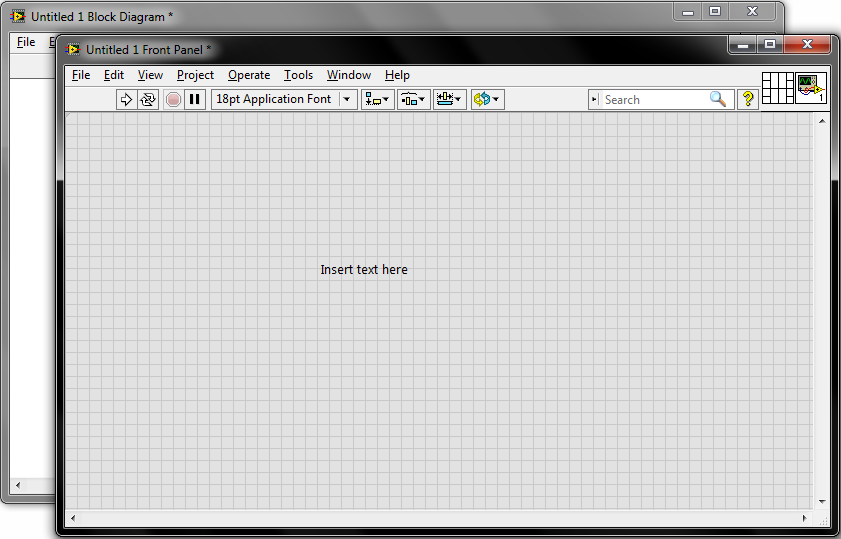 Untitled 1 Block Diagram *
File
Untitled 1 Front Panel *
File Edit View Project Operate Tools Window Help
18pt Application Font
Search
?
1
Insert text here